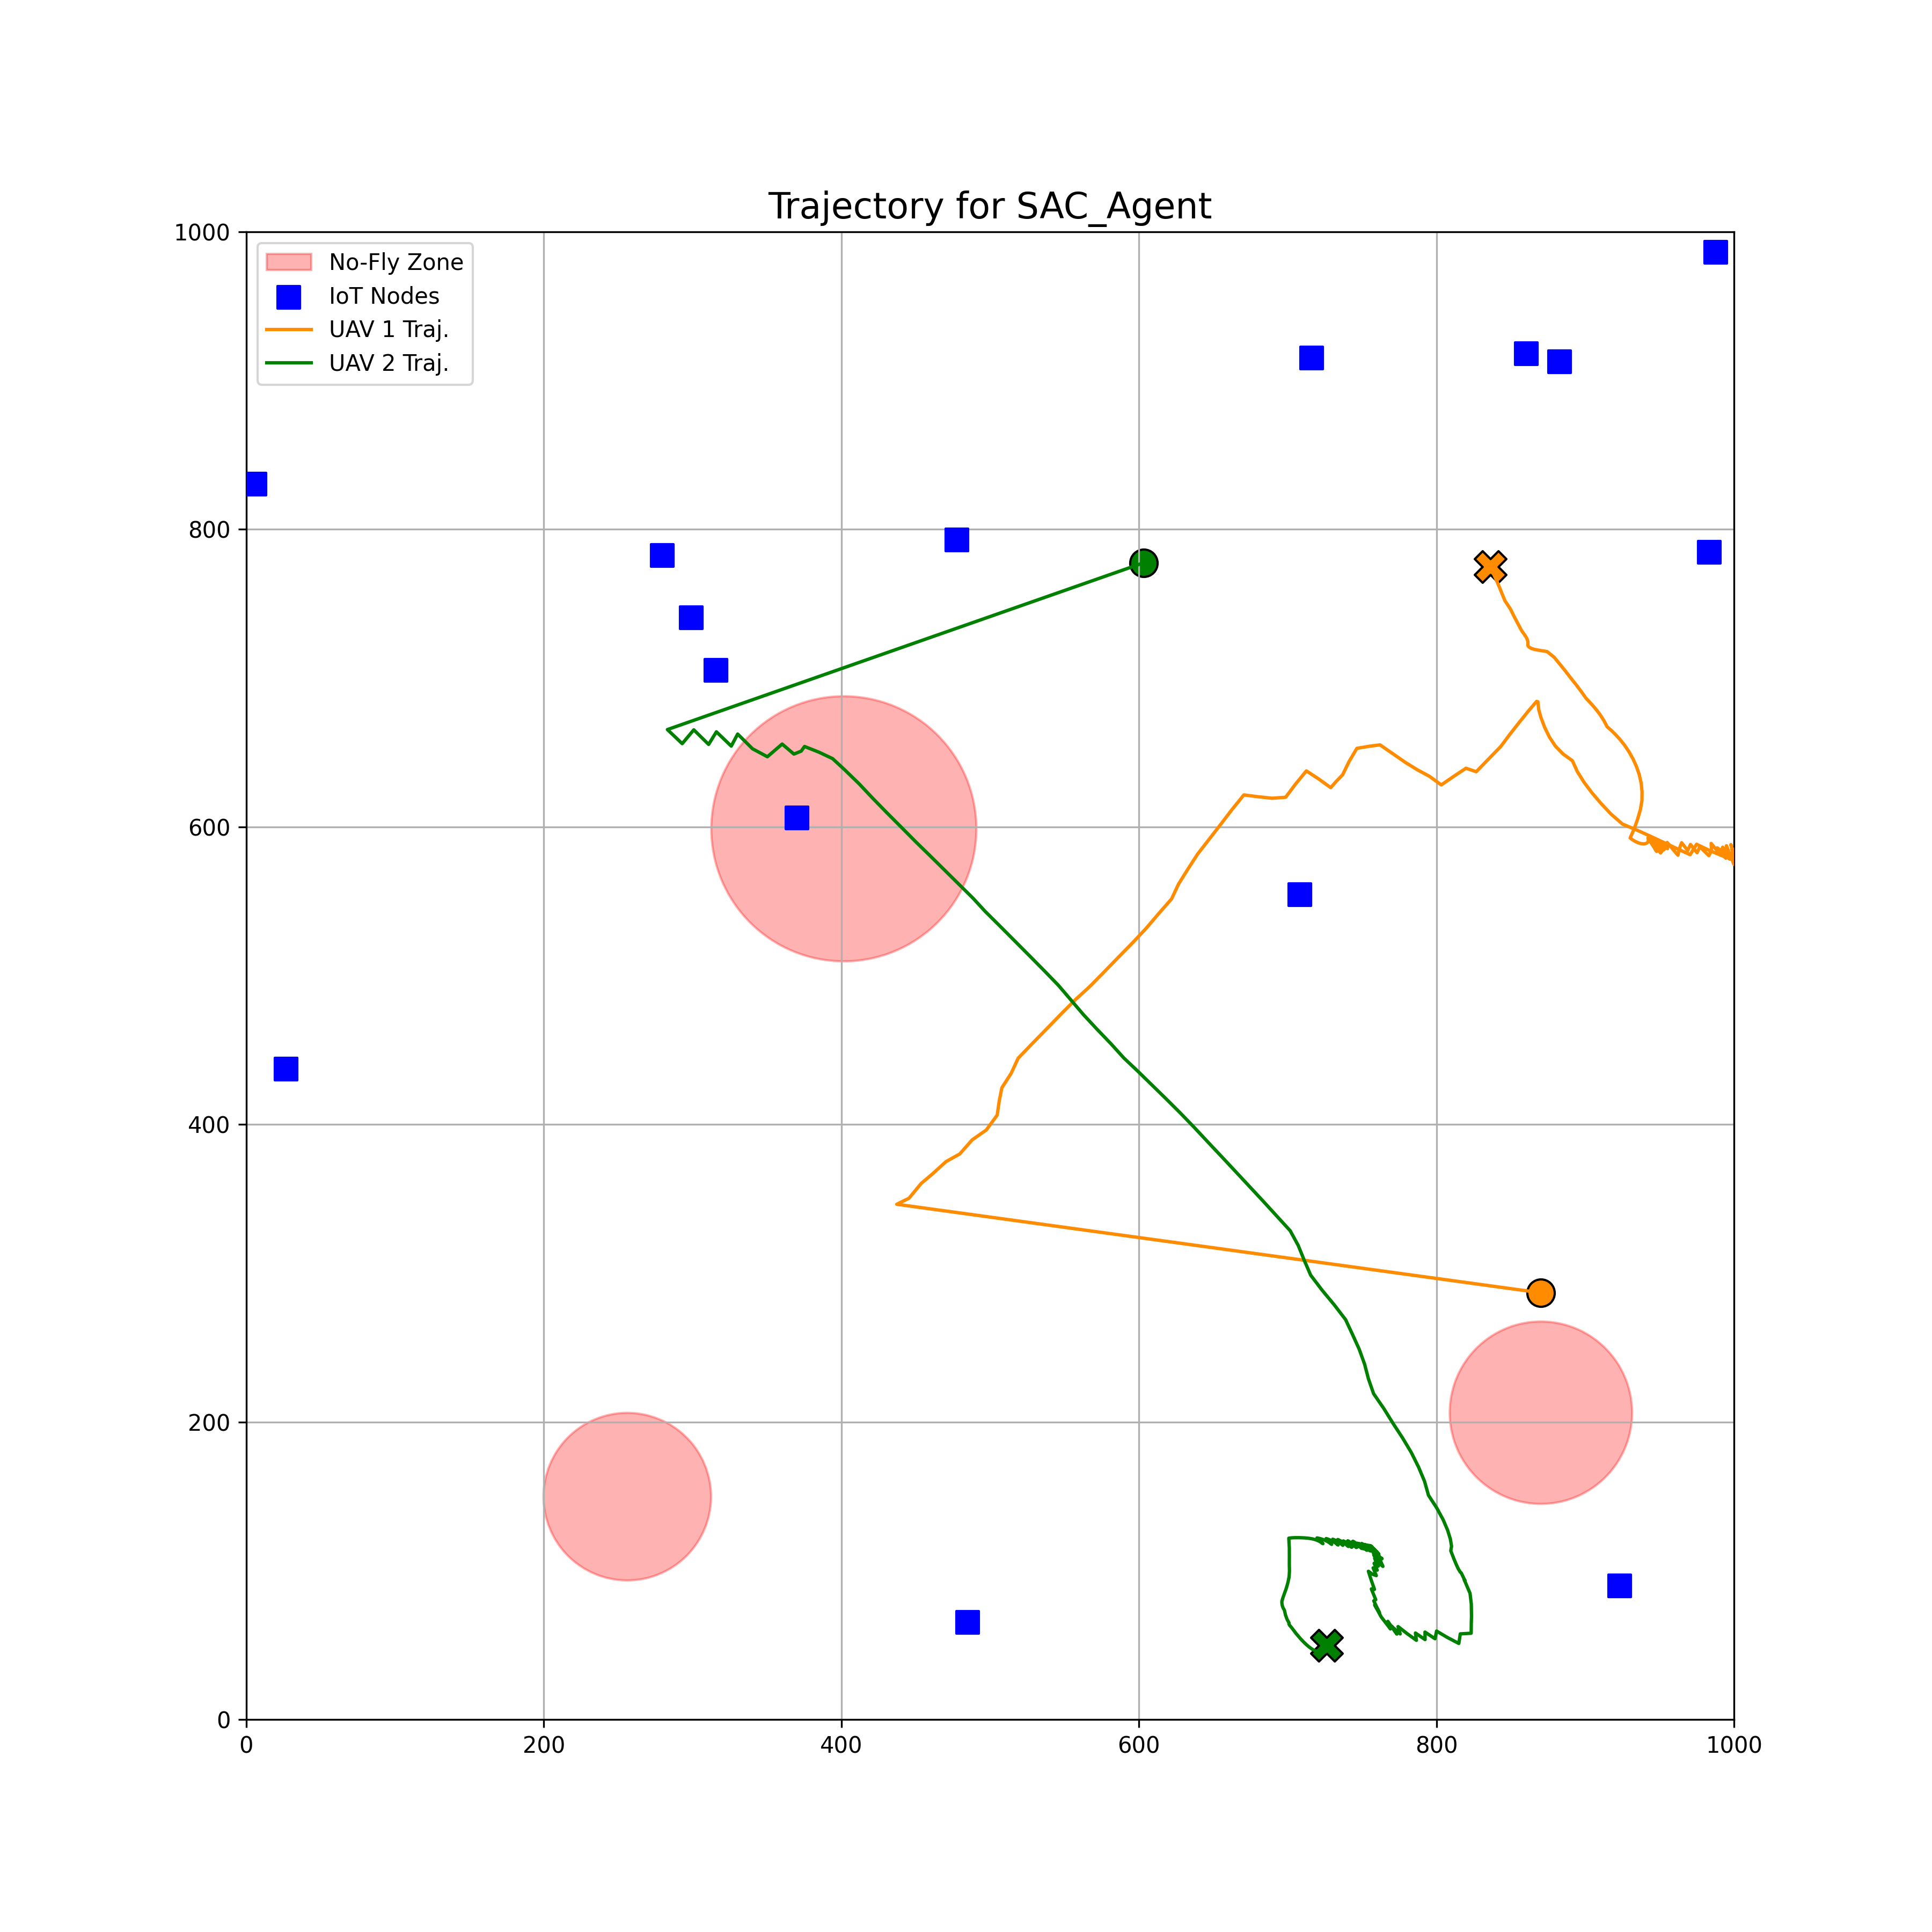 Trajectory for SAC_Agent
1000
800
600
400
200
0
No-Fly Zone
IoT Nodes
UAV 1 Traj.
UAV 2 Traj.
0 200 400 600 800 1000